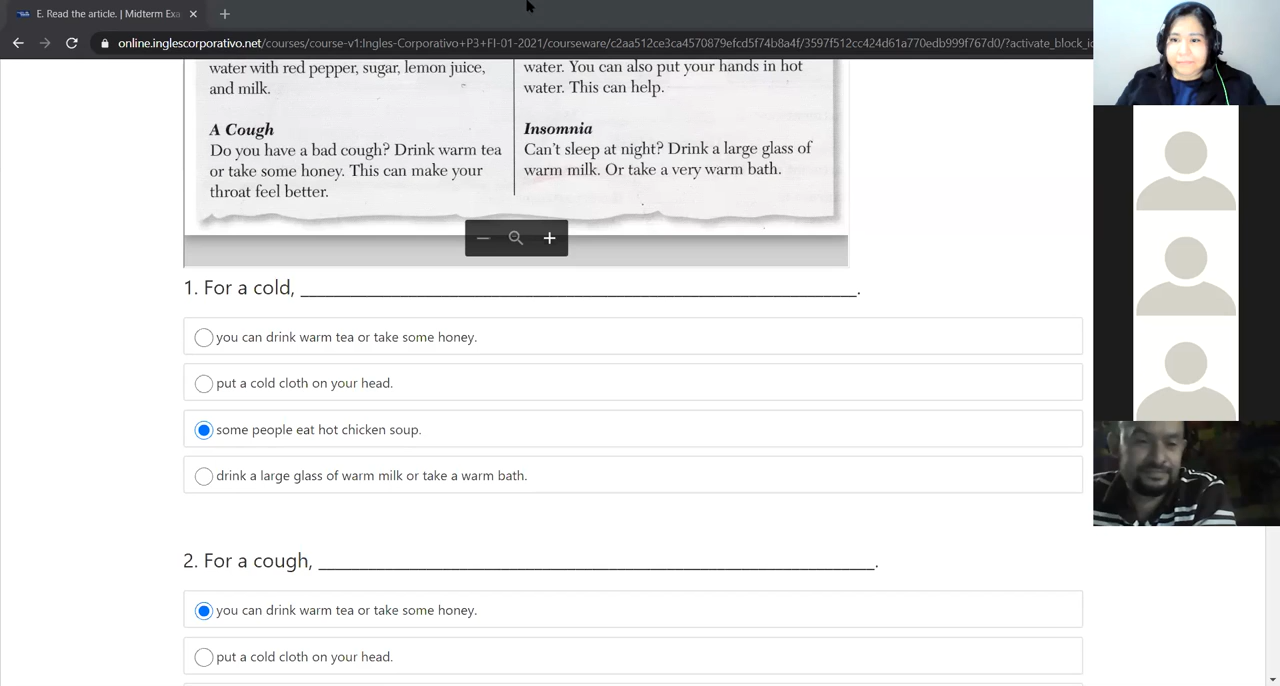 E. Read the article. | Midterm Exa
online.inglescorporativo.net/courses/course-v1:Ingles-Corporativo+P3+FI-01-2021/courseware/c2aa512ce3ca4570879efcd5f74b8a4f/3597f512cc424d61a770edb999f767d0/?activate_block_i
water with red pepper, sugar, lemon juice,
and milk.
A Cough
Do you have a bad cough? Drink warm tea
or take some honey. This can make your
throat feel better.
water. You can also put your hands in hot
water. This can help.
Insomnia
Can't sleep at night? Drink a large glass of
warm milk. Or take a very warm bath.
1. For a cold, ______________________________________________.
you can drink warm tea or take some honey.
put a cold cloth on your head.
some people eat hot chicken soup.
drink a large glass of warm milk or take a warm bath.
2. For a cough, ______________________________________________.
you can drink warm tea or take some honey.
put a cold cloth on your head.